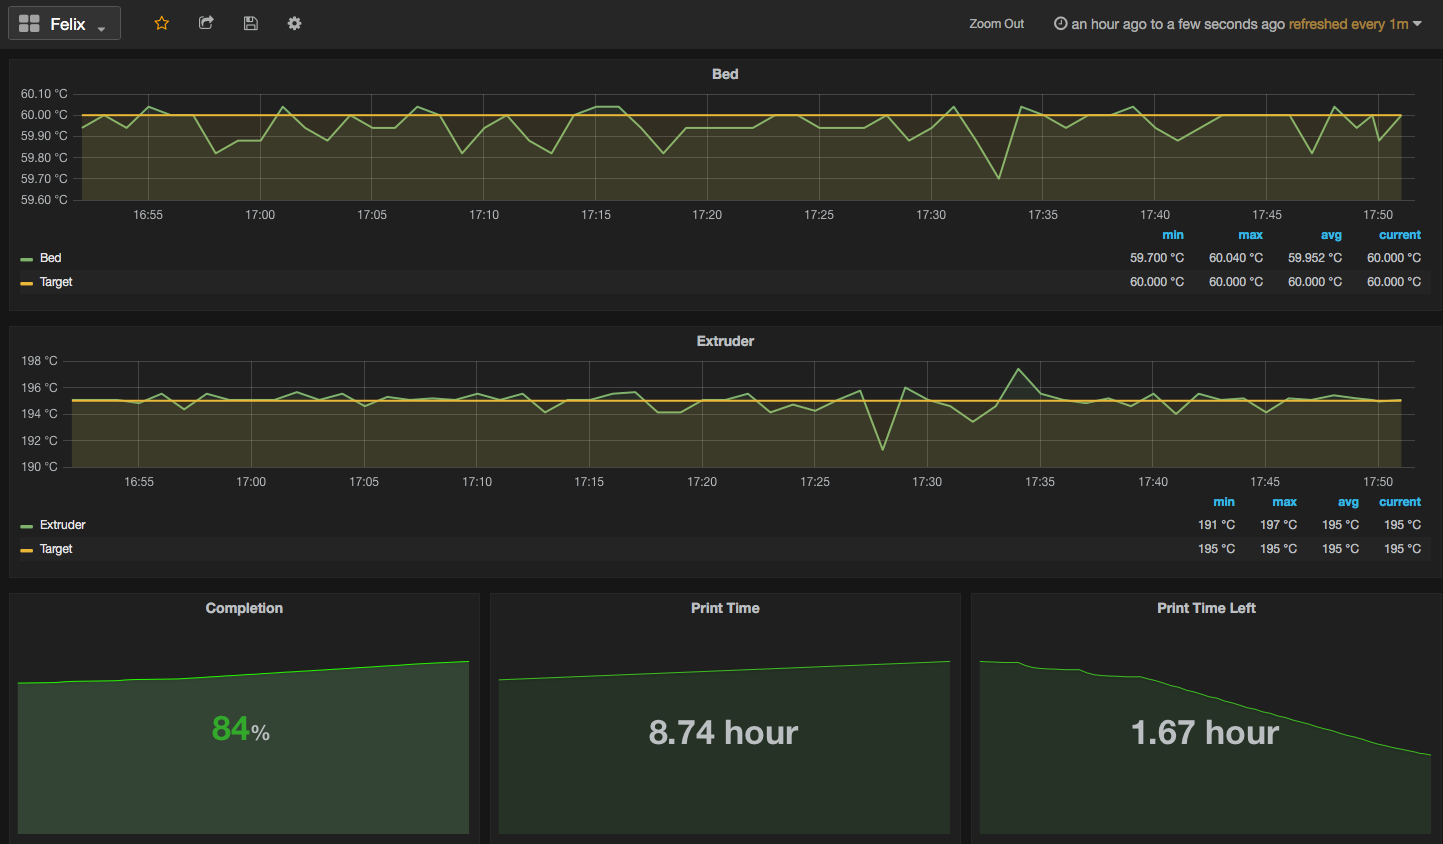 Felix
Zoom Out an hour ago to a few seconds ago refreshed every 1m
Bed
60.10 °C
60.00 °C
59.90 °C
59.80 °C
59.70 °C
59.60 °C
16:55 17:00 17:05 17:10 17:15 17:20 17:25 17:30 17:35 17:40 17:45 17:50
min max avg current
Bed 59.700 °C 60.040 °C 59.952 °C 60.000 °C
Target 60.000 °C 60.000 °C 60.000 °C 60.000 °C
Extruder
198 °C
196 °C
194 °C
192 °C
190 °C
16:55 17:00 17:05 17:10 17:15 17:20 17:25 17:30 17:35 17:40 17:45 17:50
min max avg current
Extruder 191 °C 197 °C 195 °C 195 °C
Target 195 °C 195 °C 195 °C 195 °C
Completion Print Time Print Time Left
84% 8.74 hour 1.67 hour